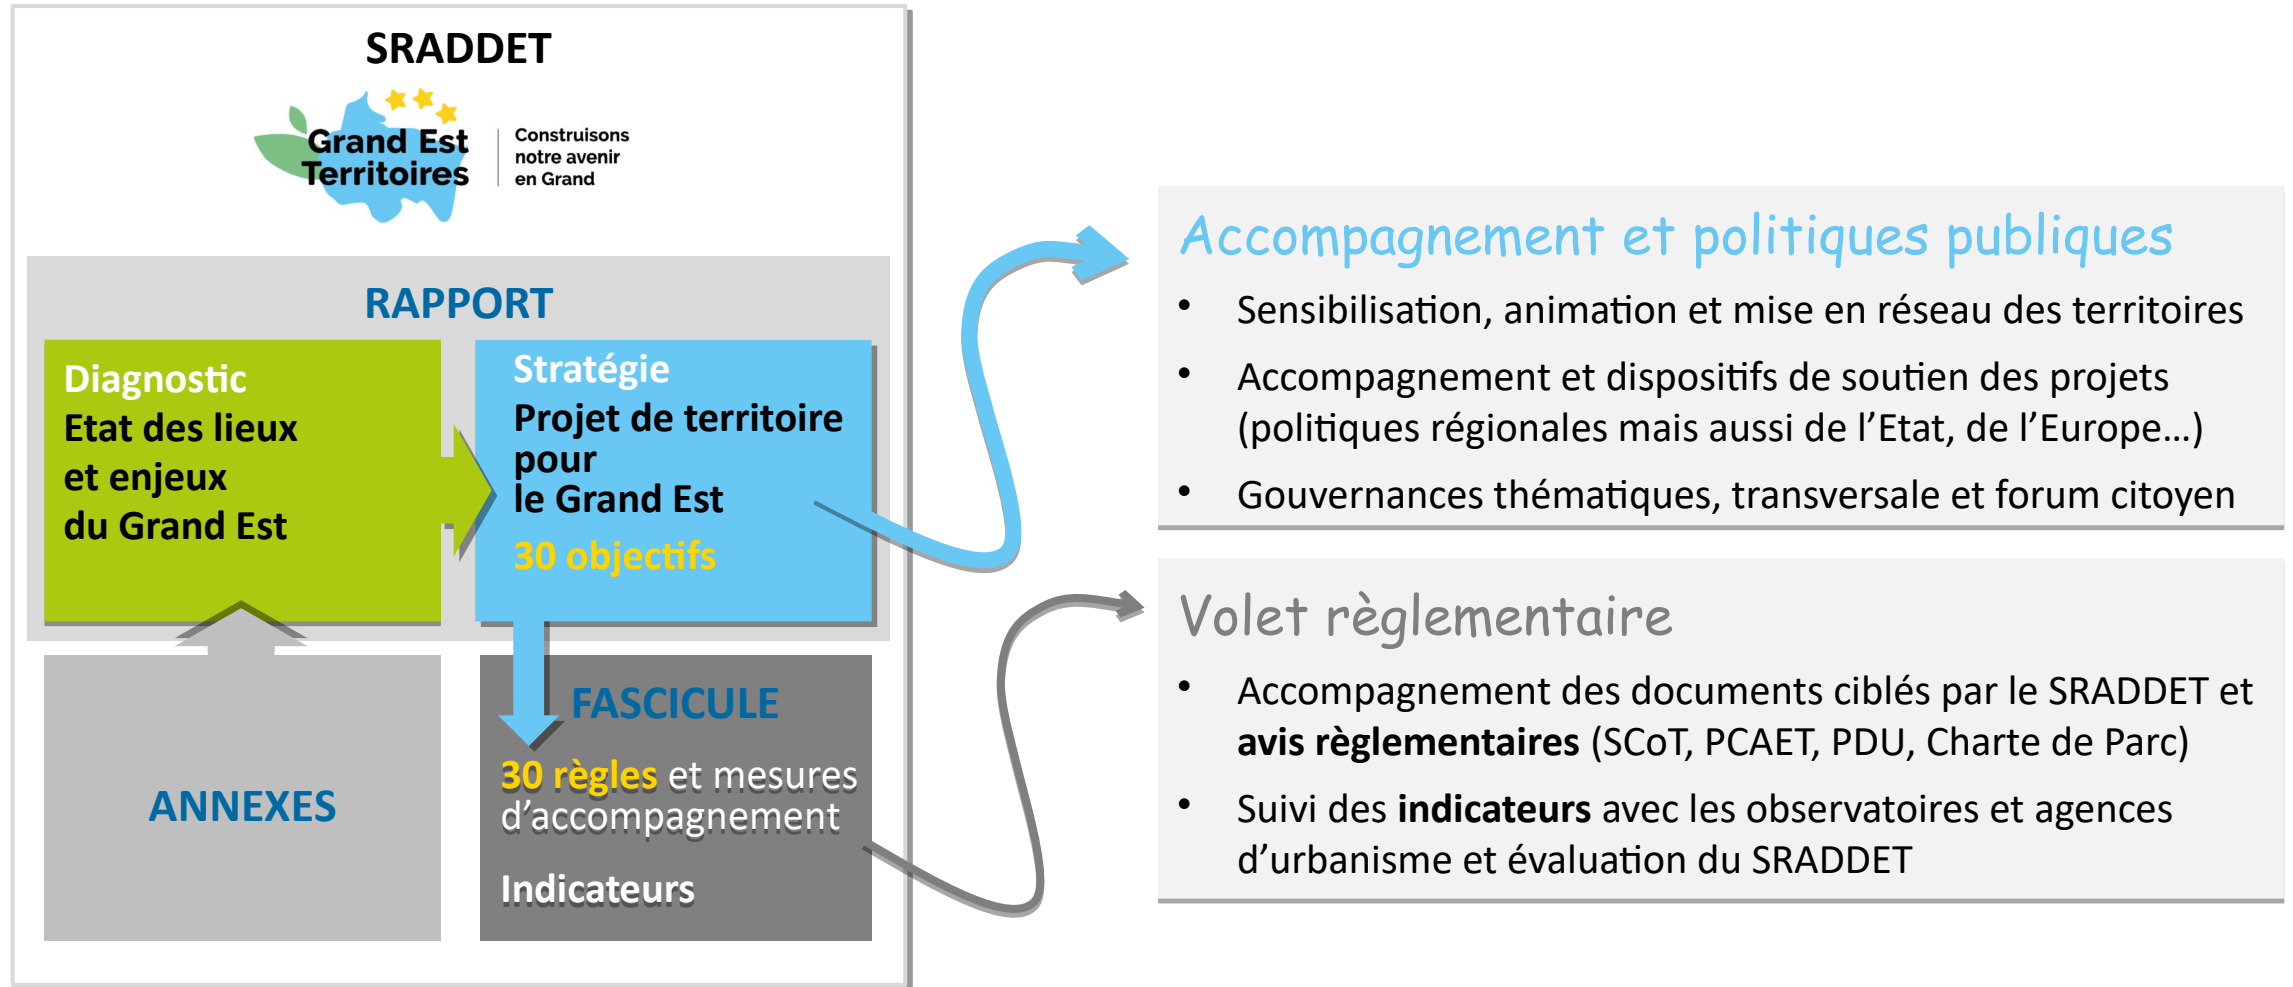 SRADDET
Grand Est
Territoires
Construisons
notre avenir
en Grand
RAPPORT
Diagnostic
Etat des lieux
et enjeux
du Grand Est
Stratégie
Projet de territoire
pour
le Grand Est
30 objectifs
ANNEXES
FASCICULE
30 règles et mesures
d’accompagnement
Indicateurs
Accompagnement et politiques publiques
• Sensibilisation, animation et mise en réseau des territoires
• Accompagnement et dispositifs de soutien des projets
(politiques régionales mais aussi de l’Etat, de l’Europe…)
• Gouvernances thématiques, transversale et forum citoyen
Volet règlementaire
• Accompagnement des documents ciblés par le SRADDET et
avis règlementaires (SCoT, PCAET, PDU, Charte de Parc)
• Suivi des indicateurs avec les observatoires et agences
d’urbanisme et évaluation du SRADDET